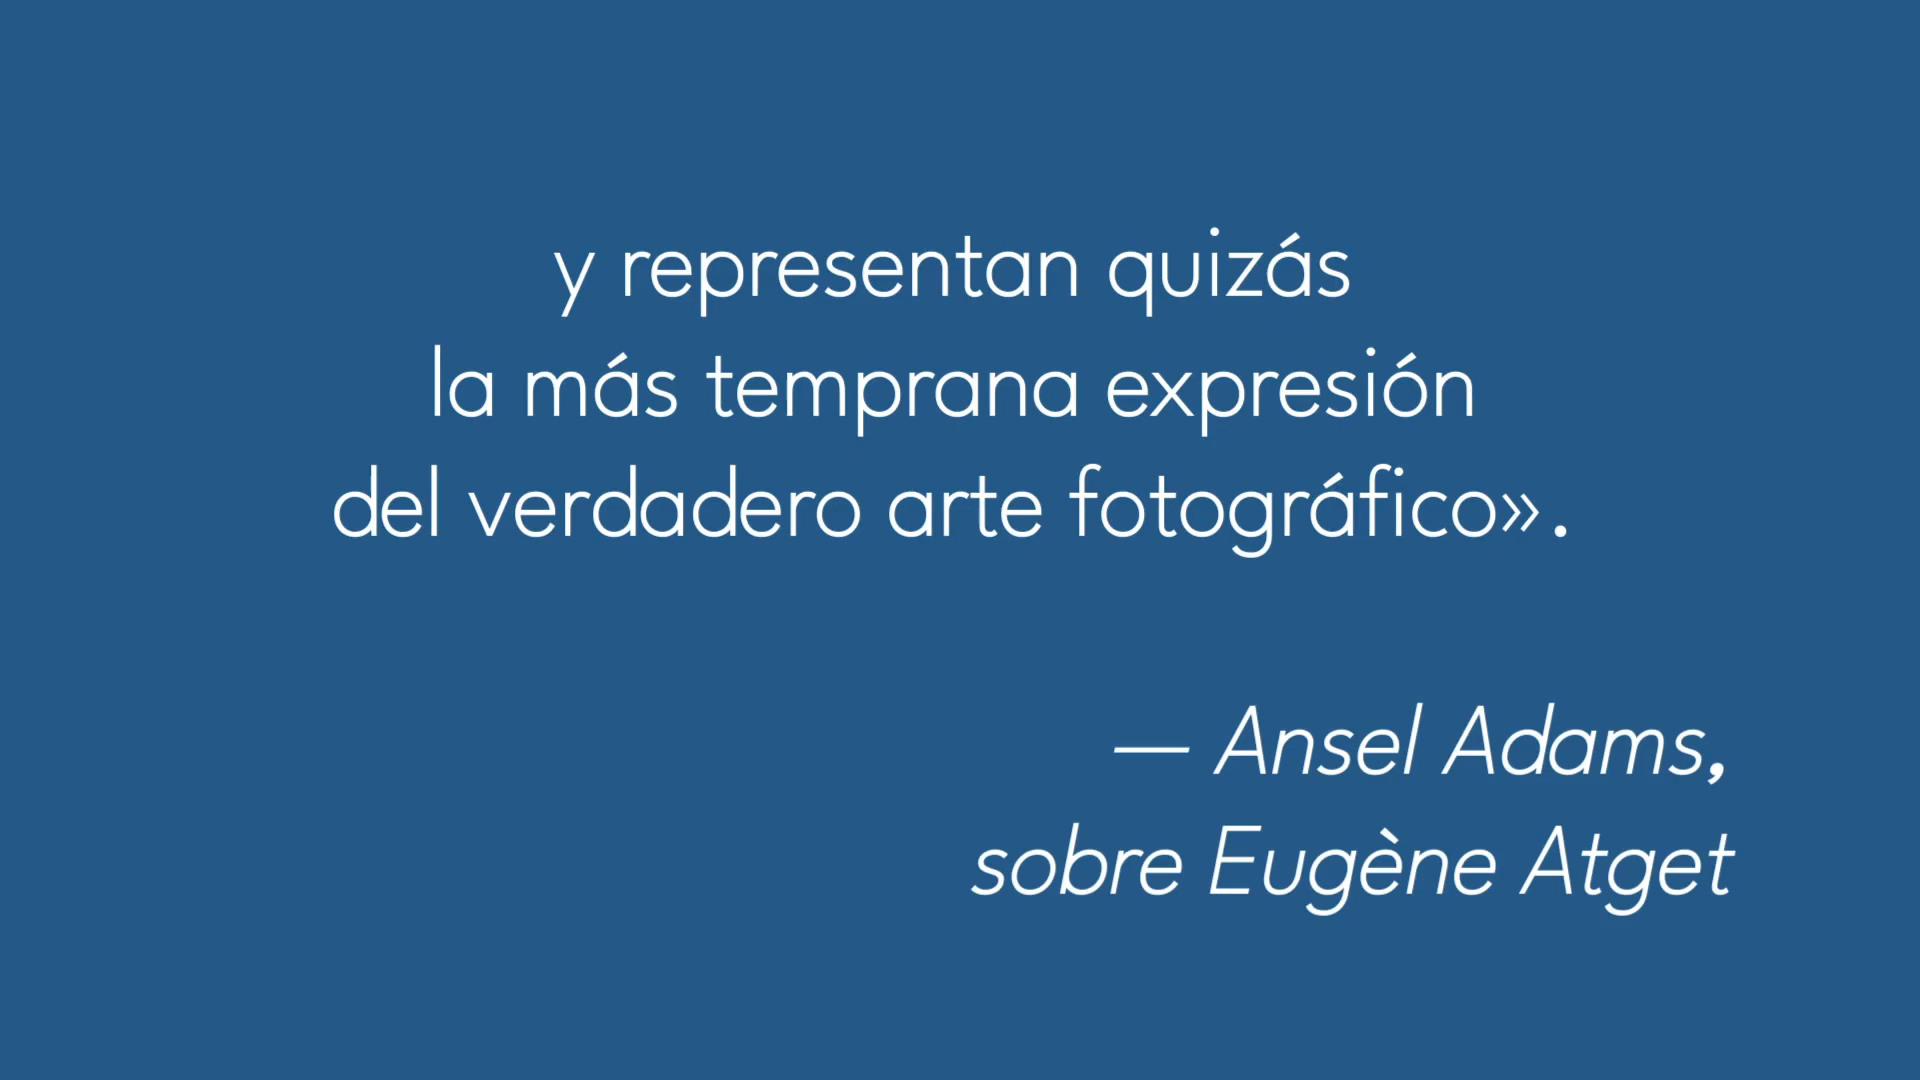 y representan quizás
la más temprana expresión
del verdadero arte fotográfico».
— Ansel Adams,
sobre Eugène Atget